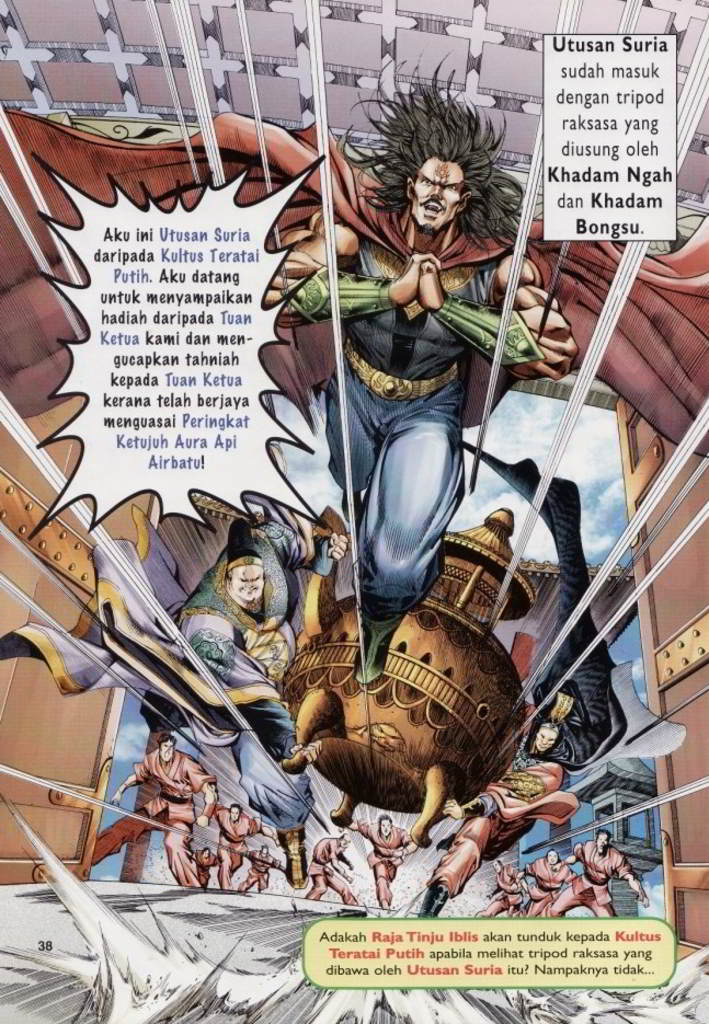 Utusan Suria
sudah masuk
dengan tripod
raksasa yang
diusung oleh
Khadam Ngah
dan Khadam
Bongsu.
Aku ini Utusan Suria
daripada Kultus Teratai
Putih. Aku datang
untuk menyampaikan
hadiah daripada Tuan
Ketua kami dan men-
gucapkan tahniah
kepada Tuan Ketua
kerana telah berjaya
menguasai Peringkat
Ketujuh Aura Api
Airbatu!
Adakah Raja Tinju Iblis akan tunduk kepada Kultus
Teratai Putih apabila melihat tripod raksasa yang
dibawa oleh Utusan Suria itu? Nampaknya tidak...
38